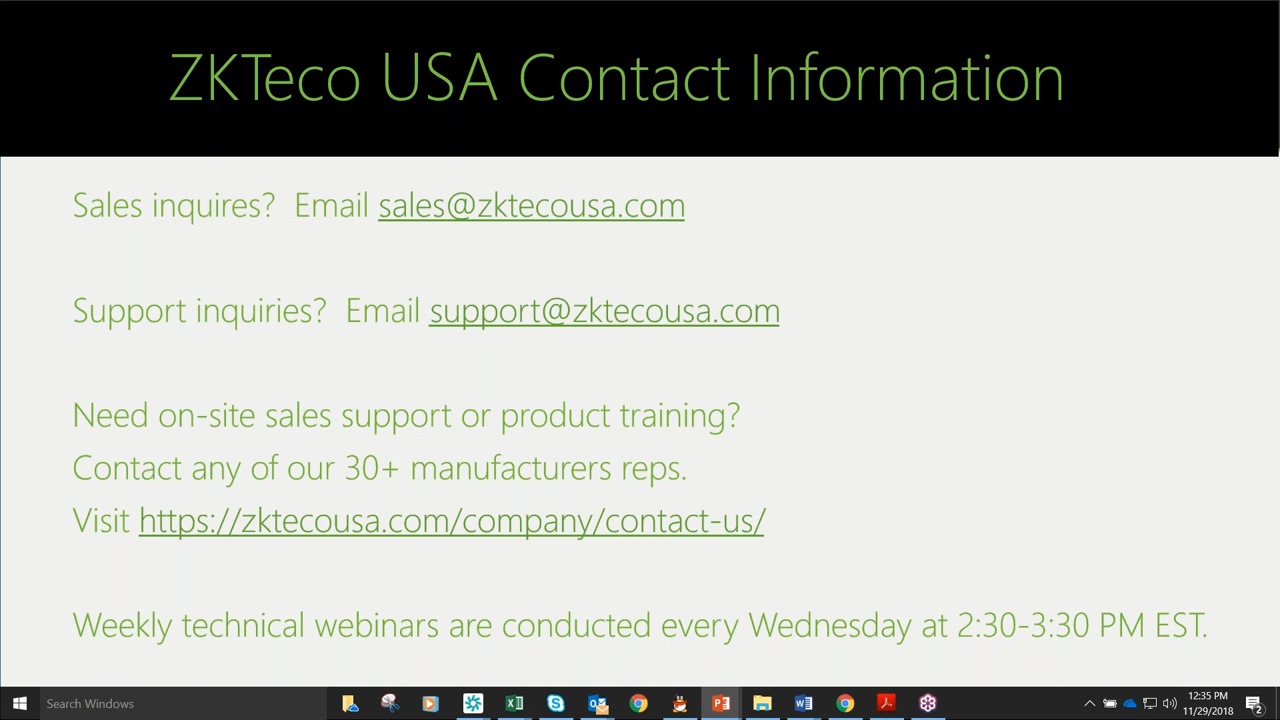 ZKTeco USA Contact Information
Sales inquires? Email sales@zktecousa.com
Support inquiries? Email support@zktecousa.com
Need on-site sales support or product training?
Contact any of our 30+ manufacturers reps.
Visit https://zktecousa.com/company/contact-us/
Weekly technical webinars are conducted every Wednesday at 2:30-3:30 PM EST.
Search Windows
12:35 PM
11/29/2018
2